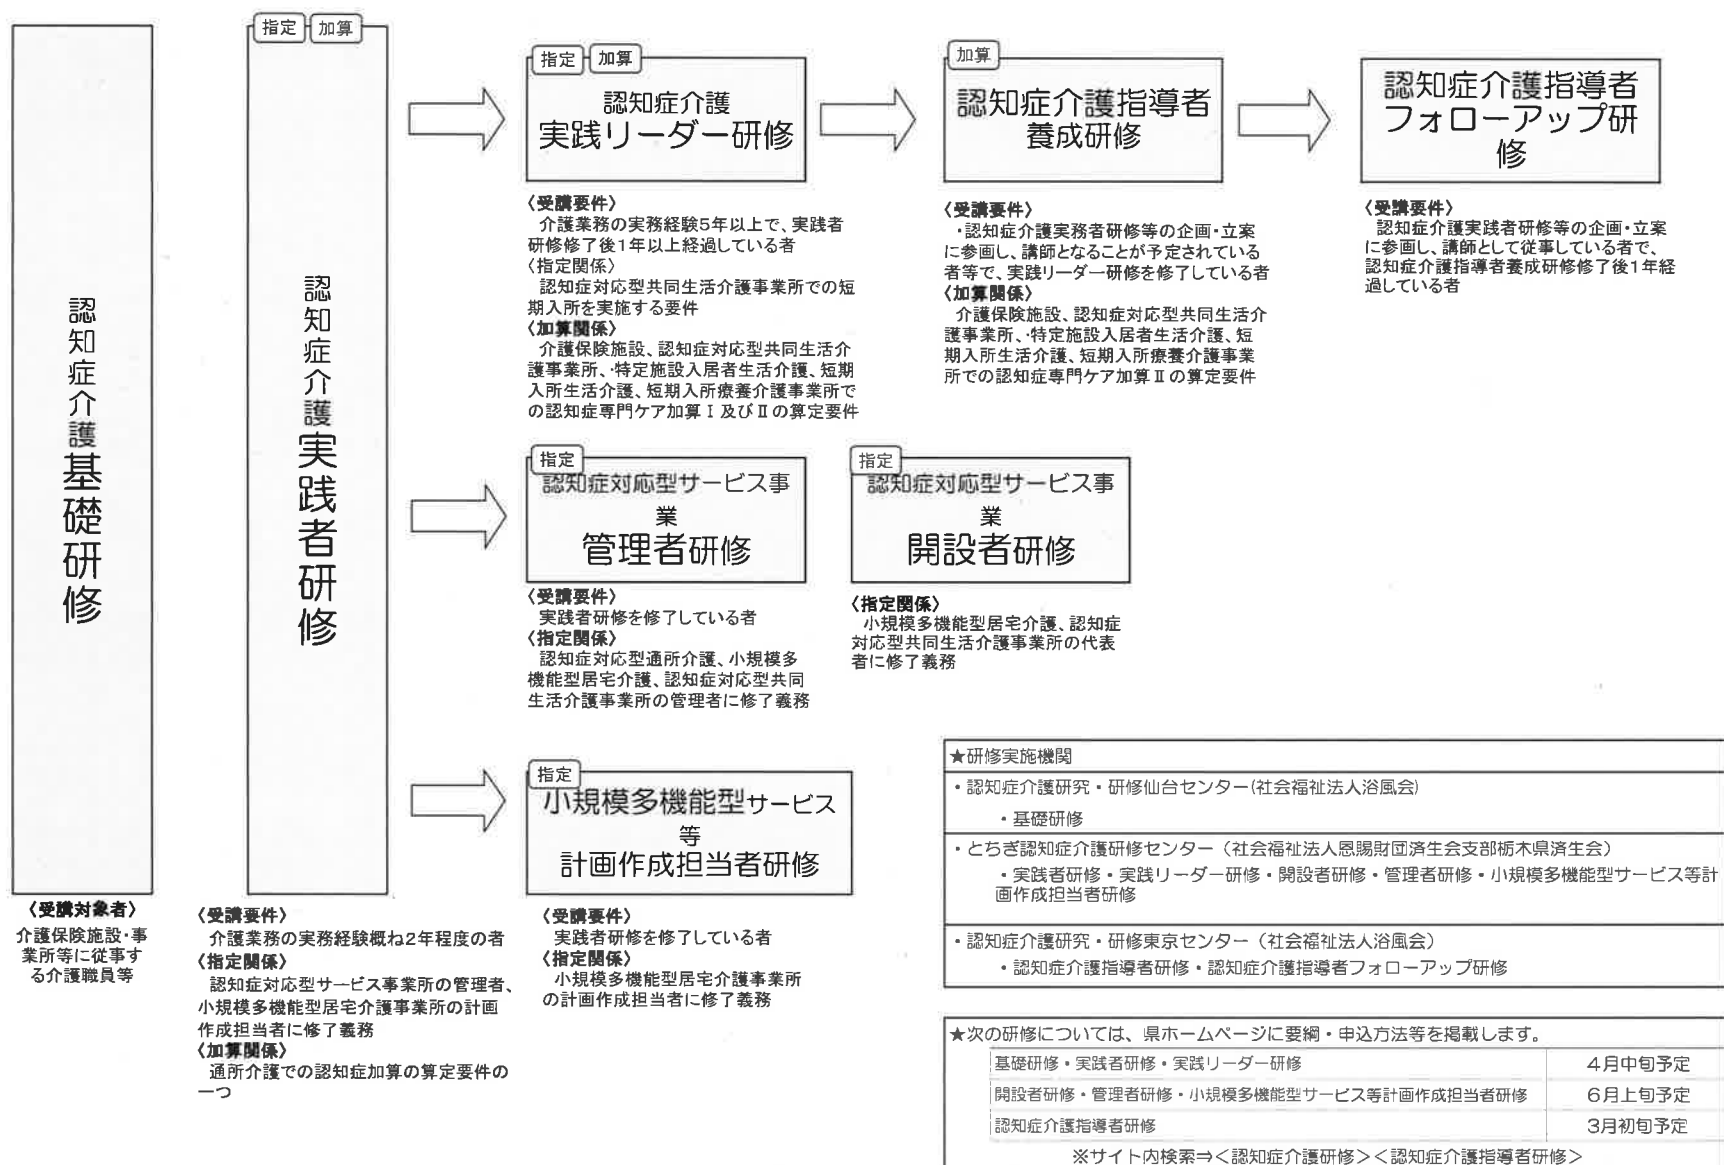 認知症介護基礎研修
〈受講対象者〉
介護保険施設・事
業所等に従事す
る介護職員等
指定 加算
認知症介護実践者研修
〈受講要件〉
介護業務の実務経験概ね2年程度の者
〈指定関係〉
認知症対応型サービス事業所の管理者、
小規模多機能型居宅介護事業所の計画
作成担当者に修了義務
〈加算関係〉
通所介護での認知症加算の算定要件の
一つ
指定 加算
認知症介護
実践リーダー研修
〈受講要件〉
介護業務の実務経験5年以上で、実践者
研修修了後1年以上経過している者
〈指定関係〉
認知症対応型共同生活介護事業所での短
期入所を実施する要件
〈加算関係〉
介護保険施設、認知症対応型共同生活介
護事業所、・特定施設入居者生活介護、短期
入所生活介護、短期入所療養介護事業所で
の認知症専門ケア加算Ⅰ及びⅡの算定要件
加算
認知症介護指導者
養成研修
〈受講要件〉
・認知症介護実務者研修等の企画・立案
に参画し、講師となることが予定されている
者等で、実践リーダー研修を修了している者
〈加算関係〉
介護保険施設、認知症対応型共同生活介
護事業所、・特定施設入居者生活介護、短
期入所生活介護、短期入所療養介護事業
所での認知症専門ケア加算Ⅱの算定要件
認知症介護指導者
フォローアップ研
修
〈受講要件〉
認知症介護実践者研修等の企画・立案
に参画し、講師として従事している者で、
認知症介護指導者養成研修修了後1年経
過している者
指定
認知症対応型サービス事
業
管理者研修
〈受講要件〉
実践者研修を修了している者
〈指定関係〉
認知症対応型通所介護、小規模多
機能型居宅介護、認知症対応型共同
生活介護事業所の管理者に修了義務
指定
認知症対応型サービス事
業
開設者研修
〈指定関係〉
小規模多機能型居宅介護、認知症
対応型共同生活介護事業所の代表
者に修了義務
指定
小規模多機能型サービス
等
計画作成担当者研修
〈受講要件〉
実践者研修を修了している者
〈指定関係〉
小規模多機能型居宅介護事業所
の計画作成担当者に修了義務
★研修実施機関
・認知症介護研究・研修仙台センター(社会福祉法人浴風会)
・基礎研修
・とちぎ認知症介護研修センター（社会福祉法人恩賜財団済生会支部栃木県済生会）
・実践者研修・実践リーダー研修・開設者研修・管理者研修・小規模多機能型サービス等計
画作成担当者研修
・認知症介護研究・研修東京センター（社会福祉法人浴風会）
・認知症介護指導者研修・認知症介護指導者フォローアップ研修
★次の研修については、県ホームページに要綱・申込方法等を掲載します。
基礎研修・実践者研修・実践リーダー研修 4月中旬予定
開設者研修・管理者研修・小規模多機能型サービス等計画作成担当者研修 6月上旬予定
認知症介護指導者研修 3月初旬予定
※サイト内検索⇒＜認知症介護研修＞＜認知症介護指導者研修＞